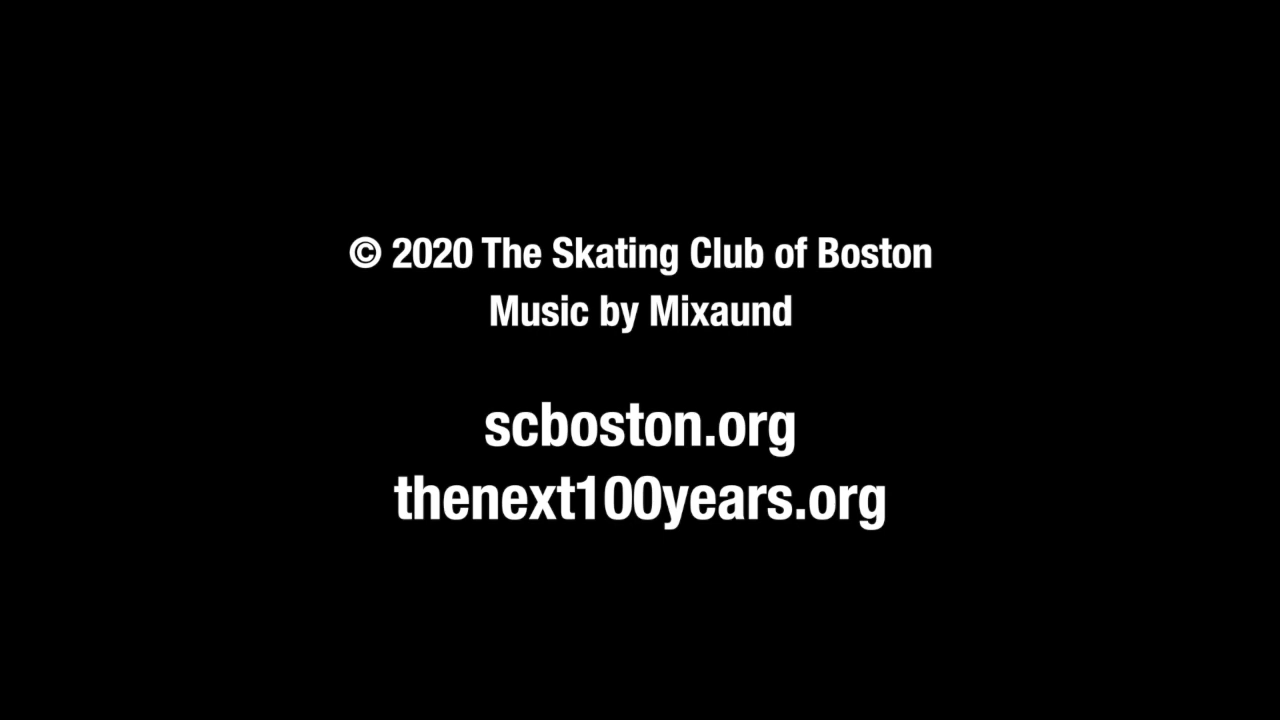 © 2020 The Skating Club of Boston
Music by Mixaund
scboston.org
thenext100years.org